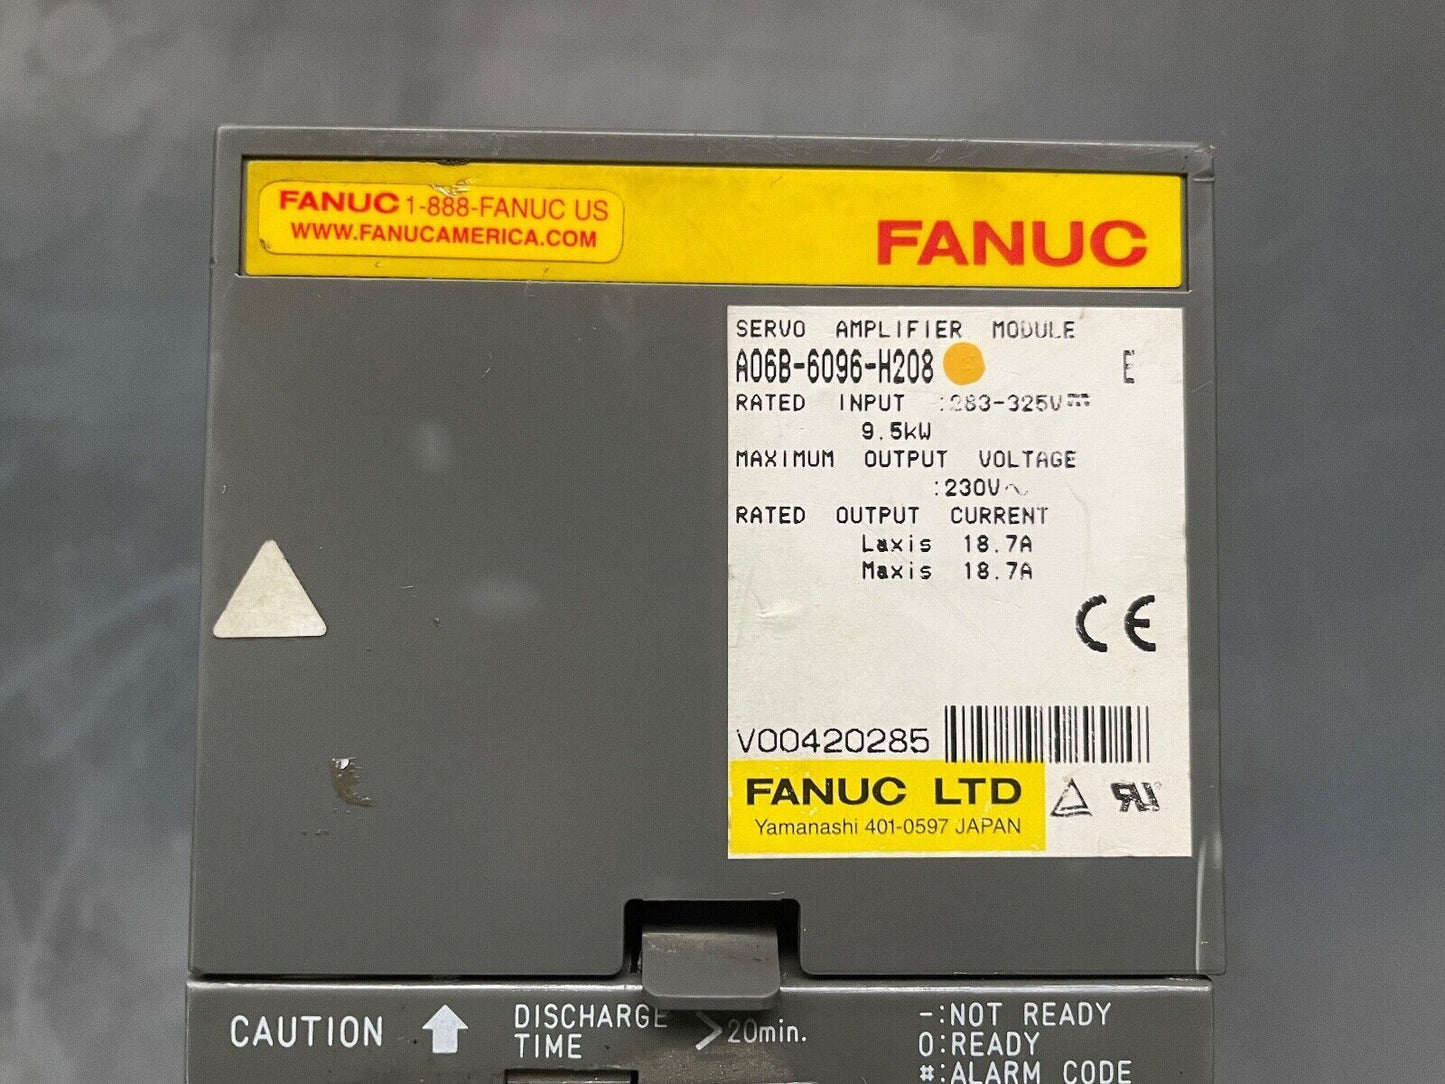 FANUC 1-888-FANUC US
WWW.FANUCAMERICA.COM
FANUC
SERVO AMPLIFIER MODULE
A06B-6096-H208 E
RATED INPUT :283-325V
9.5kW
MAXIMUM OUTPUT VOLTAGE
:230V~
RATED OUTPUT CURRENT
Laxis 18.7A
Maxis 18.7A
CE
V00420285
FANUC LTD
Yamanashi 401-0597 JAPAN
CAUTION
DISCHARGE
TIME
>20min.
-:NOT READY
0:READY
#:ALARM CODE